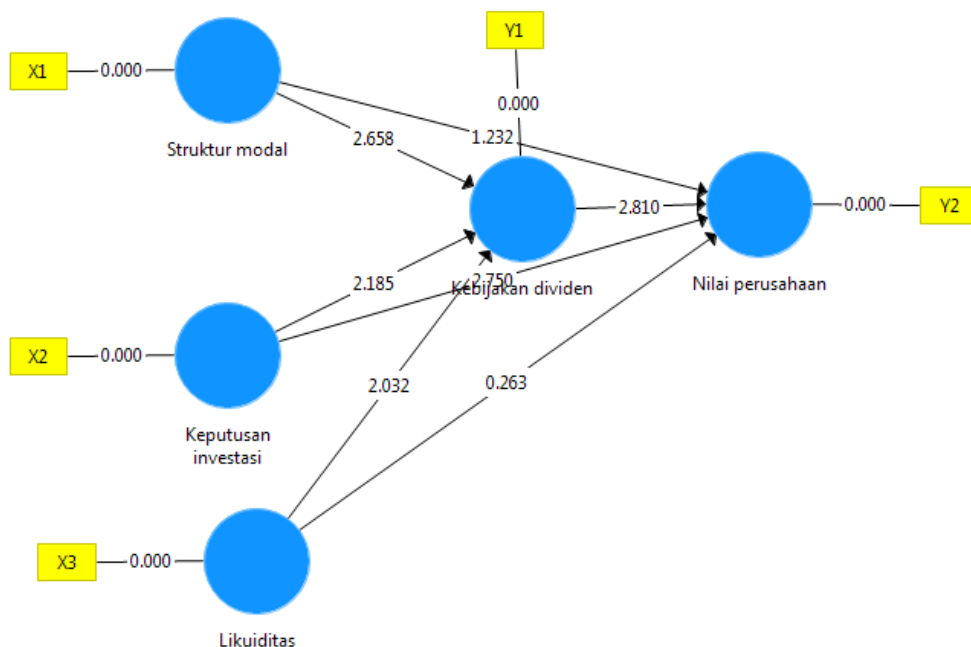 Y1
X1
0.000
0.000
Struktur modal
2.658
1.232
2.810
0.000
Y2
Kebijakan dividen
Nilai perusahaan
2.185
2.750
X2
0.000
2.032
0.263
Keputusan
investasi
X3
0.000
Likuiditas